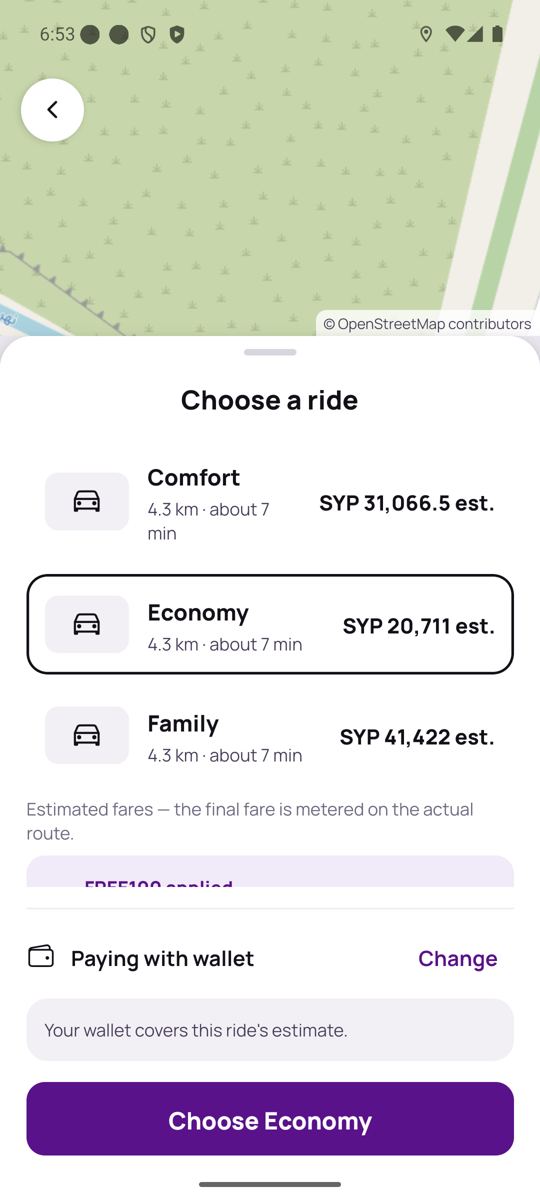 6:53
نهر
© OpenStreetMap contributors
Choose a ride
Comfort
4.3 km · about 7
min
SYP 31,066.5 est.
Economy
4.3 km · about 7 min
SYP 20,711 est.
Family
4.3 km · about 7 min
SYP 41,422 est.
Estimated fares — the final fare is metered on the actual
route.
FREE100 applied
Paying with wallet
Change
Your wallet covers this ride's estimate.
Choose Economy